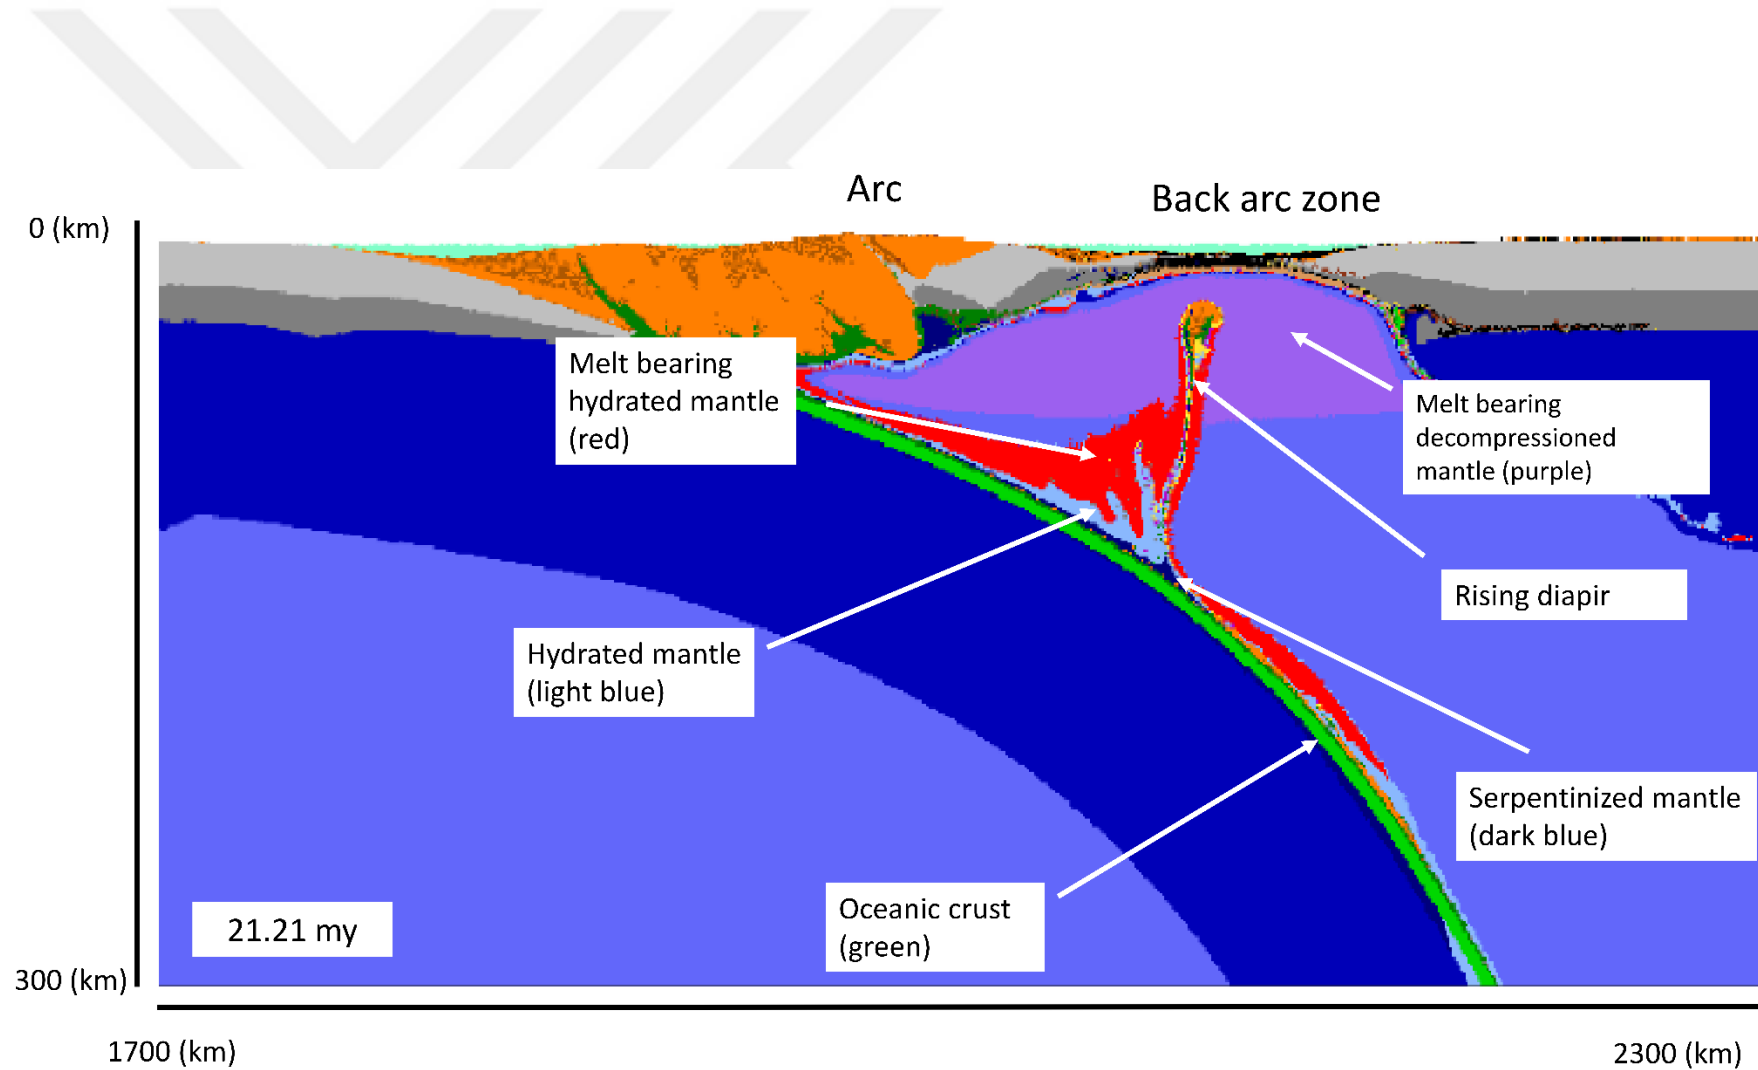 Arc
Back arc zone
0 (km)
Melt bearing
hydrated mantle
(red)
Melt bearing
decompressioned
mantle (purple)
Rising diapir
Hydrated mantle
(light blue)
Serpentinized mantle
(dark blue)
Oceanic crust
(green)
21.21 my
300 (km)
1700 (km)
2300 (km)